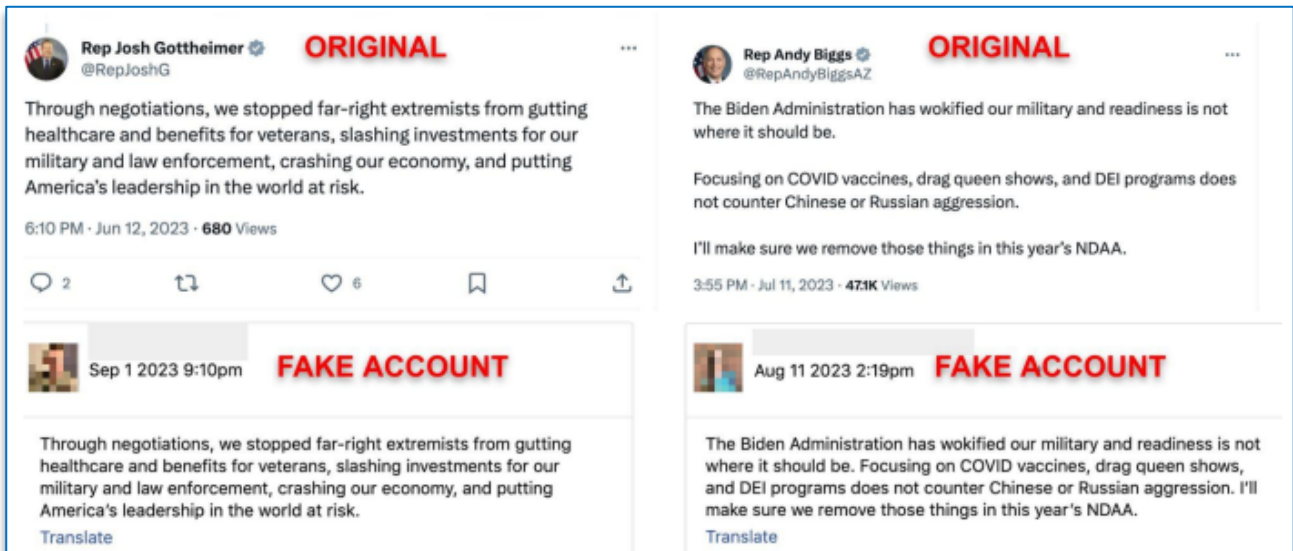 Rep Josh Gottheimer
ORIGINAL
@RepJoshG
Through negotiations, we stopped far-right extremists from gutting
healthcare and benefits for veterans, slashing investments for our
military and law enforcement, crashing our economy, and putting
America's leadership in the world at risk.
6:10 PM · Jun 12, 2023 · 680 Views
2
6
Rep Andy Biggs
ORIGINAL
@RepAndyBiggsAZ
The Biden Administration has wokified our military and readiness is not
where it should be.
Focusing on COVID vaccines, drag queen shows, and DEI programs does
not counter Chinese or Russian aggression.
I'll make sure we remove those things in this year's NDAA.
3:55 PM · Jul 11, 2023 · 47.1K Views
Sep 1 2023 9:10pm
FAKE ACCOUNT
Through negotiations, we stopped far-right extremists from gutting
healthcare and benefits for veterans, slashing investments for our
military and law enforcement, crashing our economy, and putting
America's leadership in the world at risk.
Translate
Aug 11 2023 2:19pm
FAKE ACCOUNT
The Biden Administration has wokified our military and readiness is not
where it should be. Focusing on COVID vaccines, drag queen shows,
and DEI programs does not counter Chinese or Russian aggression. I'll
make sure we remove those things in this year's NDAA.
Translate